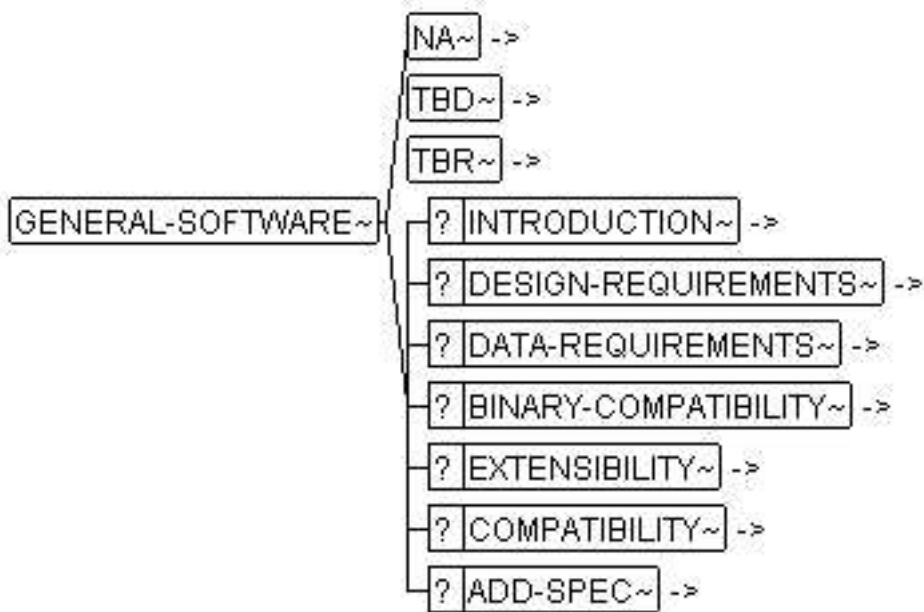 NA~ ->
TBD~ ->
TBR~ ->
GENERAL-SOFTWARE~
? INTRODUCTION~ ->
? DESIGN-REQUIREMENTS~ ->
? DATA-REQUIREMENTS~ ->
? BINARY-COMPATIBILITY~ ->
? EXTENSIBILITY~ ->
? COMPATIBILITY~ ->
? ADD-SPEC~ ->